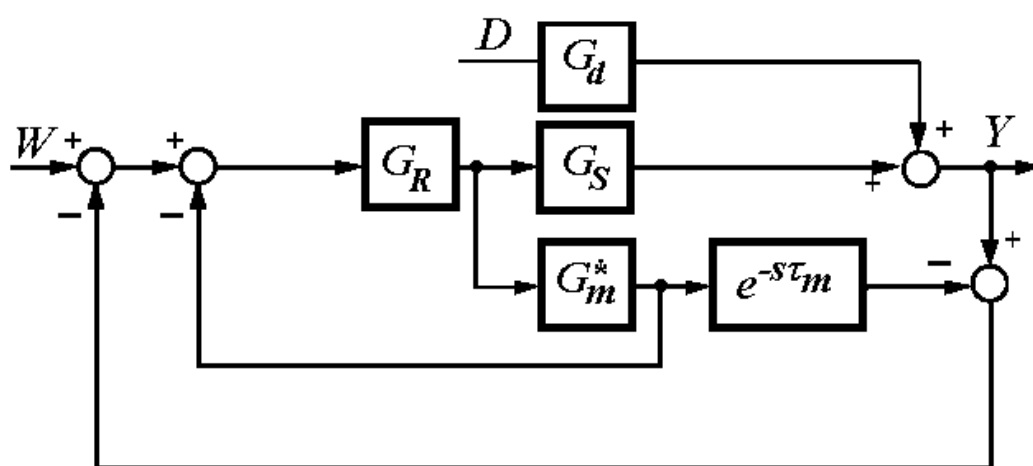 D
G_d
+
W
+
+
G_R
G_S
+
Y
−
−
+
−
G_m^*
e^{-sτ_m}